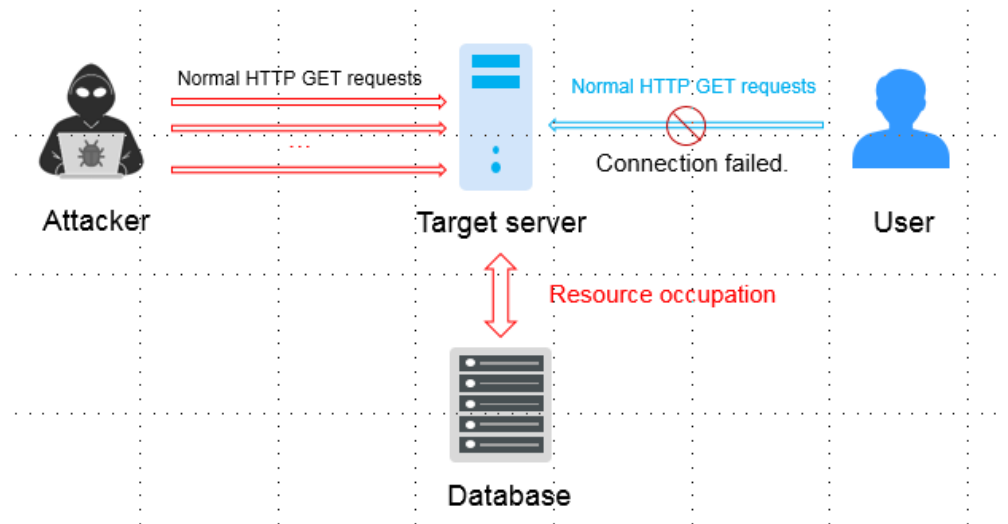 Normal HTTP GET requests
...
Attacker
Target server
Normal HTTP GET requests
Connection failed.
User
Resource occupation
Database